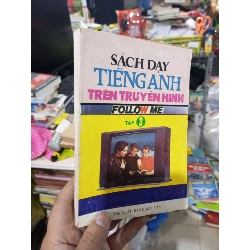 SÁCH DẠY
TIẾNG ANH
TRÊN TRUYỀN HÌNH
FOLLOW ME
TẬP 3